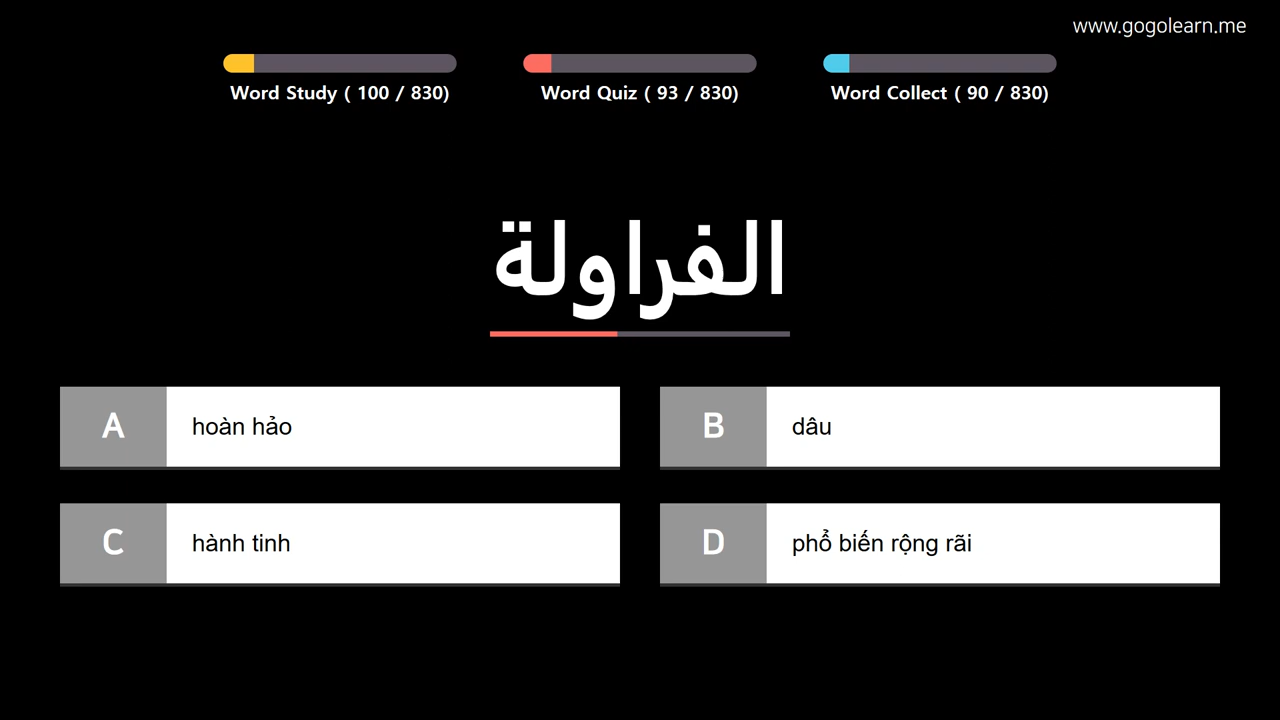 www.gogolearn.me
Word Study ( 100 / 830)
Word Quiz ( 93 / 830)
Word Collect ( 90 / 830)
الفراولة
A hoàn hảo
B dâu
C hành tinh
D phổ biến rộng rãi